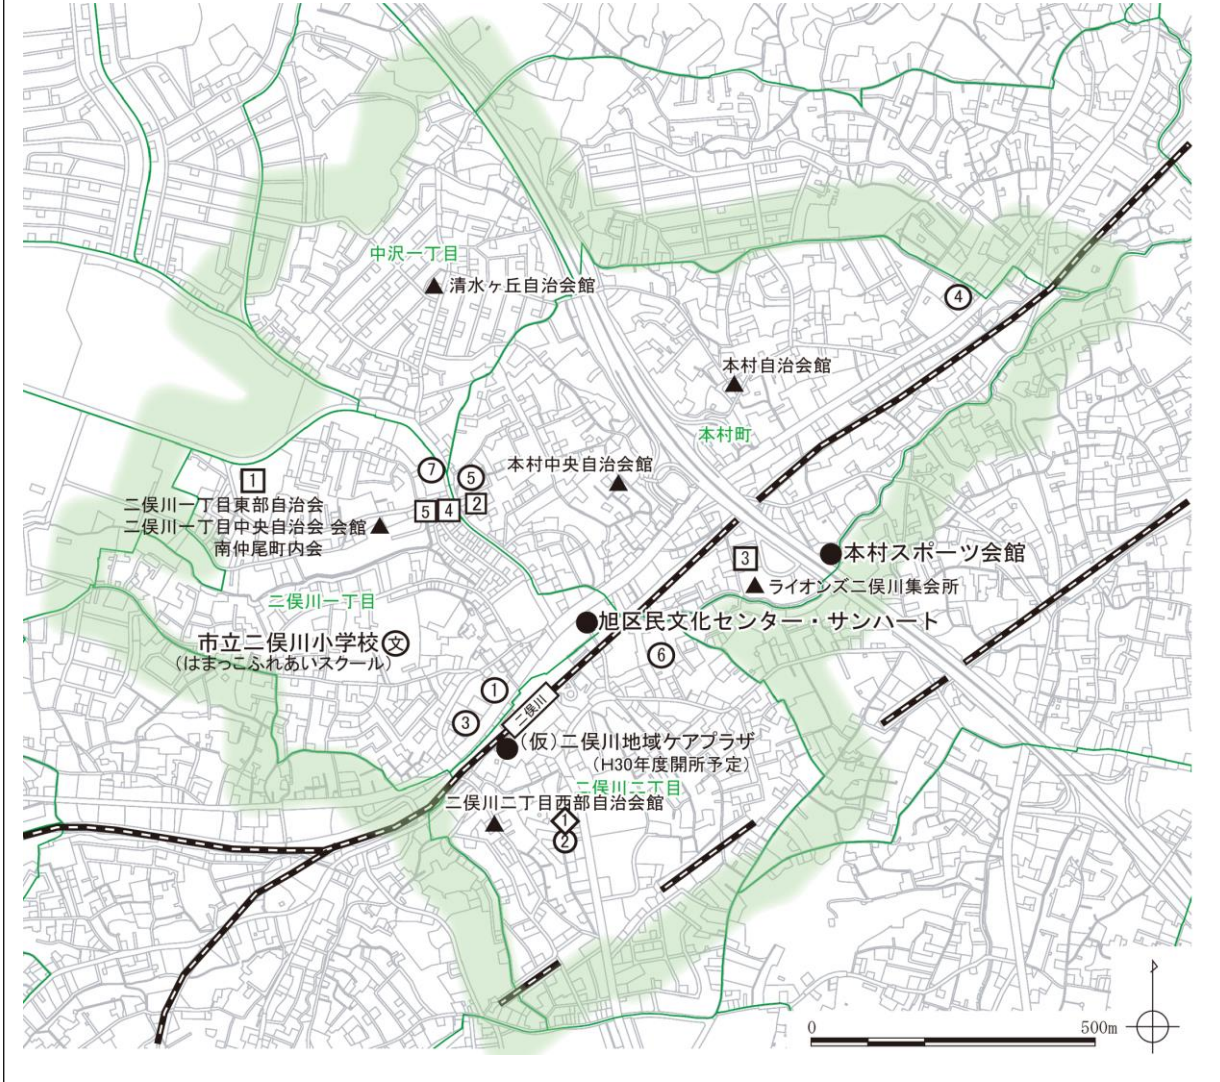 中沢一丁目
清水ヶ丘自治会館
④
本村自治会館
本村町
⑦
⑤
本村中央自治会館
1
5
4
2
二俣川一丁目東部自治会
二俣川一丁目中央自治会 会館
南仲尾町内会
3
本村スポーツ会館
ライオンズ二俣川集会所
二俣川一丁目
旭区民文化センター・サンハート
市立二俣川小学校 文
(はまっこふれあいスクール)
⑥
①
③
二俣川
(仮)二俣川地域ケアプラザ
(H30年度開所予定)
二俣川二丁目
二俣川二丁目西部自治会館
1
②
0 500m